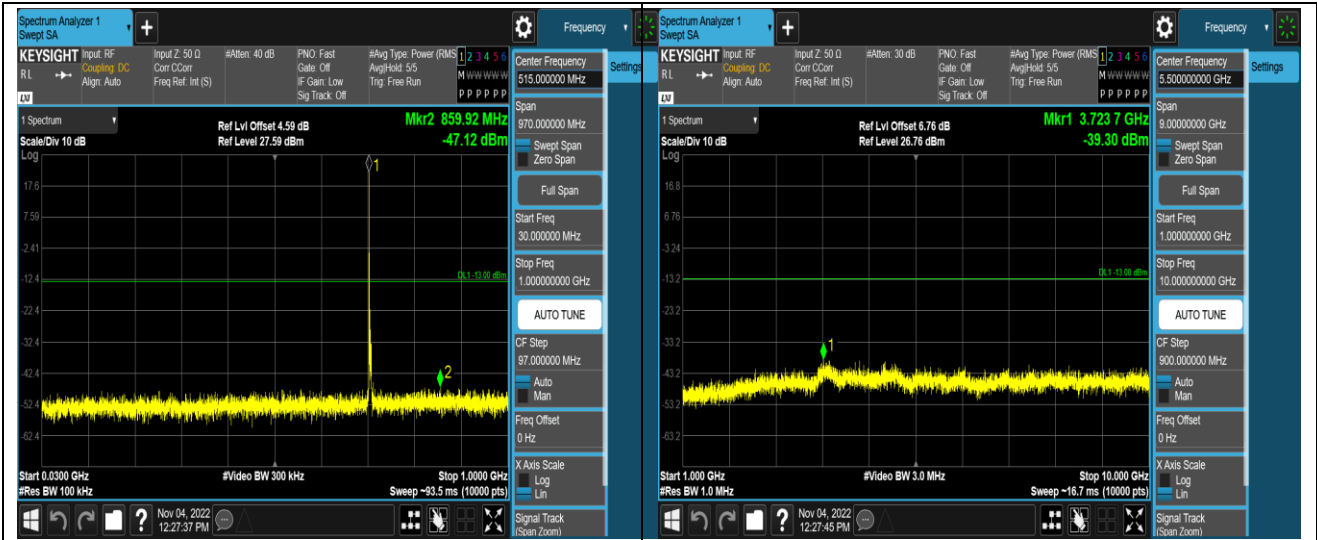 Spectrum Analyzer 1
Swept SA
+
Frequency
KEYSIGHT
RL
LXI
Input: RF
Coupling: DC
Align: Auto
Input Z: 50 Ω
Corr CCorr
Freq Ref: Int (S)
#Atten: 40 dB
PNO: Fast
Gate: Off
IF Gain: Low
Sig Track: Off
#Avg Type: Power (RMS
Avg|Hold: 5/5
Trig: Free Run
1 2 3 4 5 6
M W W W W W
P P P P P P
1 Spectrum
Scale/Div 10 dB
Log
Ref Lvl Offset 4.59 dB
Ref Level 27.59 dBm
Mkr2 859.92 MHz
-47.12 dBm
1
17.6
7.59
-2.41
DL1 -13.00 dBm
-12.4
-22.4
-32.4
-42.4
2
-52.4
-62.4
Start 0.0300 GHz
#Res BW 100 kHz
#Video BW 300 kHz
Stop 1.0000 GHz
Sweep ~93.5 ms (10000 pts)
Nov 04, 2022
12:27:37 PM
?
Center Frequency
515.000000 MHz
Settings
Span
970.000000 MHz
Swept Span
Zero Span
Full Span
Start Freq
30.000000 MHz
Stop Freq
1.000000000 GHz
AUTO TUNE
CF Step
97.000000 MHz
Auto
Man
Freq Offset
0 Hz
X Axis Scale
Log
Lin
Signal Track
(Span Zoom)
Spectrum Analyzer 1
Swept SA
+
Frequency
KEYSIGHT
RL
LXI
Input: RF
Coupling: DC
Align: Auto
Input Z: 50 Ω
Corr CCorr
Freq Ref: Int (S)
#Atten: 30 dB
PNO: Fast
Gate: Off
IF Gain: Low
Sig Track: Off
#Avg Type: Power (RMS
Avg|Hold: 5/5
Trig: Free Run
1 2 3 4 5 6
M W W W W W
P P P P P P
1 Spectrum
Scale/Div 10 dB
Log
Ref Lvl Offset 6.76 dB
Ref Level 26.76 dBm
Mkr1 3.723 7 GHz
-39.30 dBm
16.8
6.76
-3.24
DL1 -13.00 dBm
-13.2
-23.2
-33.2
1
-43.2
-53.2
-63.2
Start 1.000 GHz
#Res BW 1.0 MHz
#Video BW 3.0 MHz
Stop 10.000 GHz
Sweep ~16.7 ms (10000 pts)
Nov 04, 2022
12:27:45 PM
?
Center Frequency
5.500000000 GHz
Settings
Span
9.00000000 GHz
Swept Span
Zero Span
Full Span
Start Freq
1.000000000 GHz
Stop Freq
10.000000000 GHz
AUTO TUNE
CF Step
900.000000 MHz
Auto
Man
Freq Offset
0 Hz
X Axis Scale
Log
Lin
Signal Track
(Span Zoom)